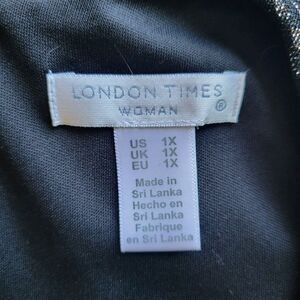 LONDON TIMES
WOMAN ®
US 1X
UK 1X
EU 1X
Made in
Sri Lanka
Hecho en
Sri Lanka
Fabrique
en Sri Lanka